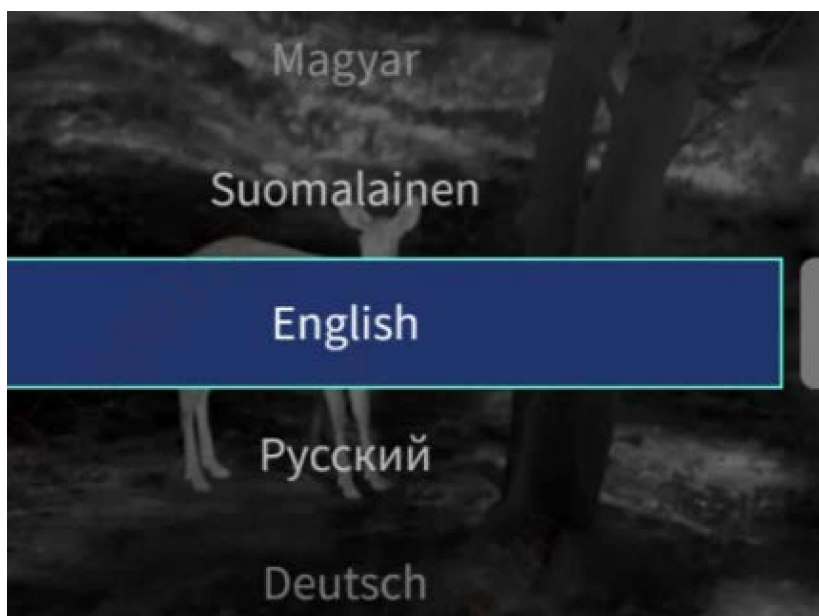 Magyar
Suomalainen
English
Русский
Deutsch